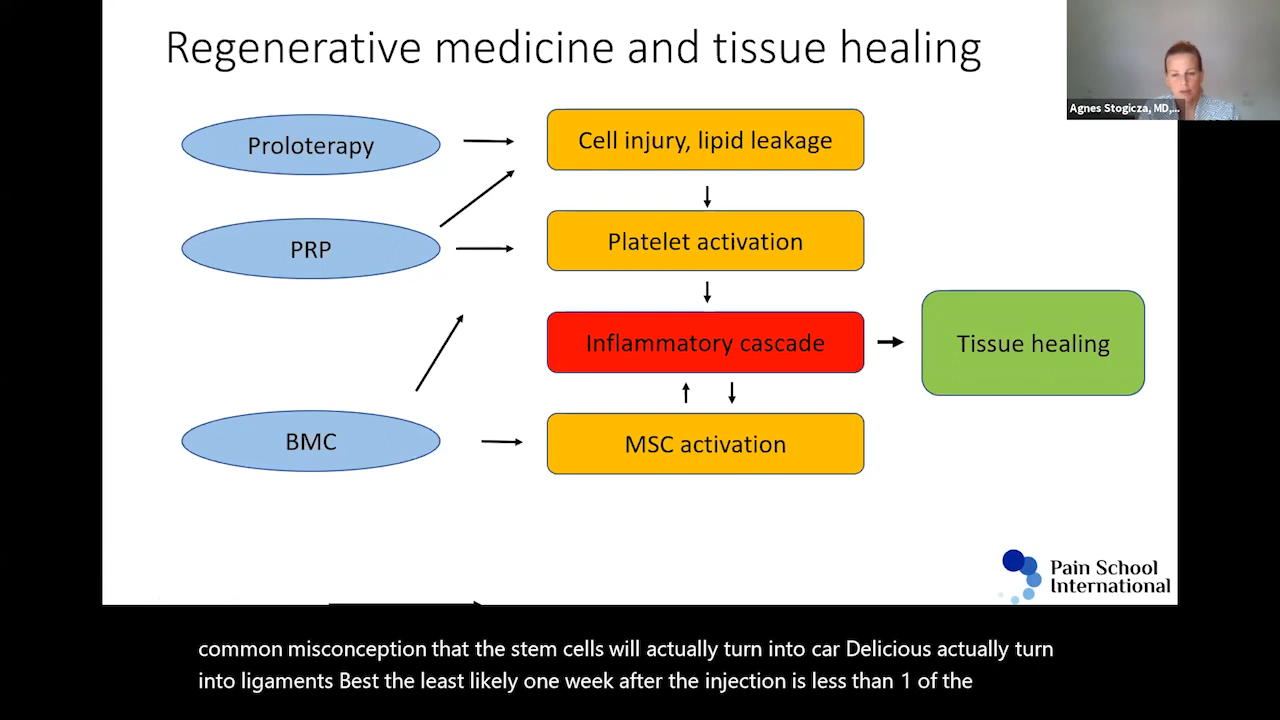 Regenerative medicine and tissue healing
Agnes Stogicza, MD,...
Proloterapy
Cell injury, lipid leakage
PRP
Platelet activation
Inflammatory cascade
Tissue healing
BMC
MSC activation
Pain School
International
common misconception that the stem cells will actually turn into car Delicious actually turn
into ligaments Best the least likely one week after the injection is less than 1 of the